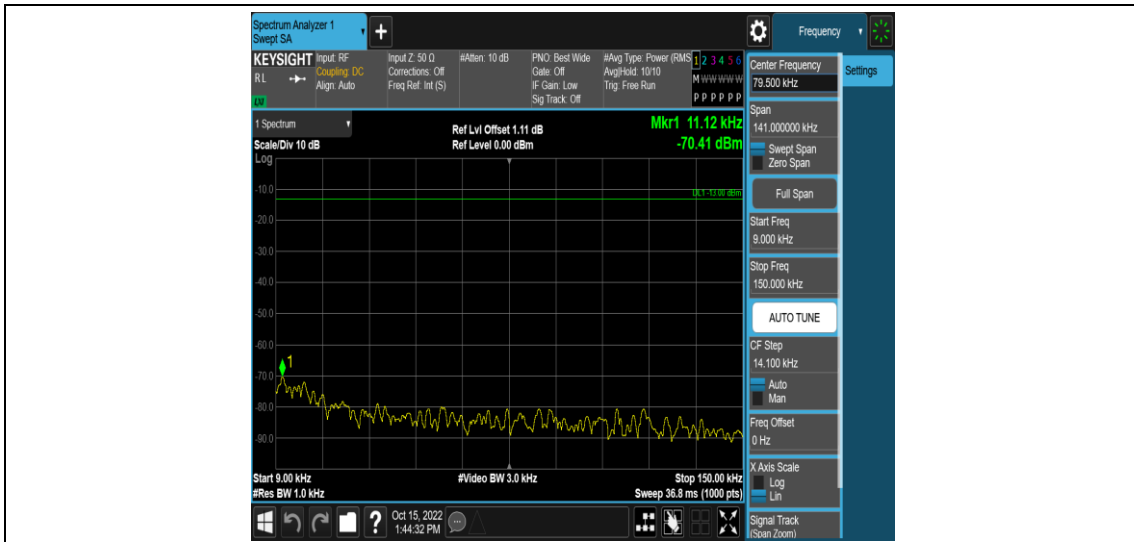 Spectrum Analyzer 1
Swept SA
+
Frequency
KEYSIGHT
RL
LXI
Input: RF
Coupling: DC
Align: Auto
Input Z: 50 Ω
Corrections: Off
Freq Ref: Int (S)
#Atten: 10 dB
PNO: Best Wide
Gate: Off
IF Gain: Low
Sig Track: Off
#Avg Type: Power (RMS
Avg|Hold: 10/10
Trig: Free Run
1 2 3 4 5 6
M W W W W W
P P P P P P
Center Frequency
79.500 kHz
Settings
1 Spectrum
Scale/Div 10 dB
Ref Lvl Offset 1.11 dB
Ref Level 0.00 dBm
Mkr1 11.12 kHz
-70.41 dBm
Span
141.000000 kHz
Swept Span
Zero Span
Full Span
Start Freq
9.000 kHz
Stop Freq
150.000 kHz
AUTO TUNE
CF Step
14.100 kHz
Auto
Man
Freq Offset
0 Hz
X Axis Scale
Log
Lin
Signal Track
(Span Zoom)
Log
DL1 -13.00 dBm
-10.0
-20.0
-30.0
-40.0
-50.0
-60.0
1
-70.0
-80.0
-90.0
Start 9.00 kHz
#Video BW 3.0 kHz
Stop 150.00 kHz
#Res BW 1.0 kHz
Sweep 36.8 ms (1000 pts)
?
Oct 15, 2022
1:44:32 PM